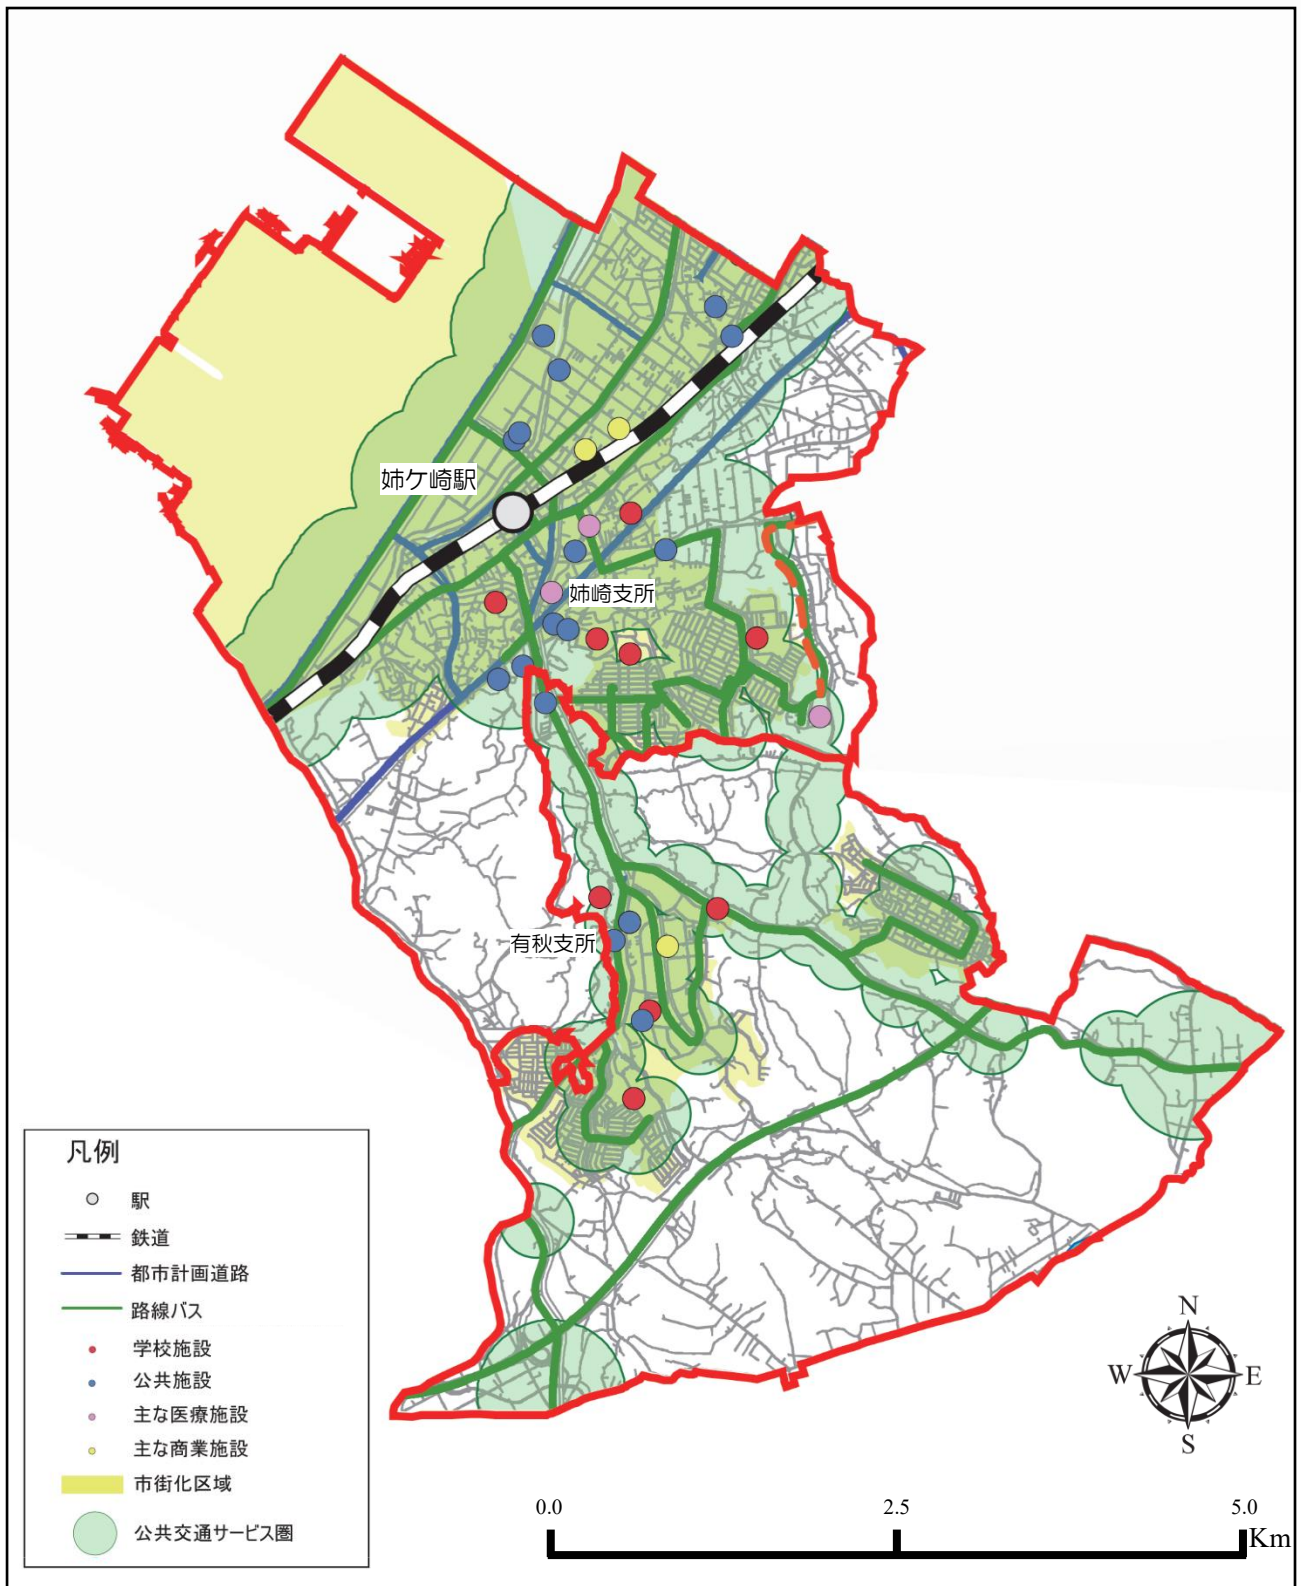 姉ケ崎駅
姉崎支所
有秋支所
凡例
駅
鉄道
都市計画道路
路線バス
学校施設
公共施設
主な医療施設
主な商業施設
市街化区域
公共交通サービス圏
N
W E
S
0.0 2.5 5.0
Km